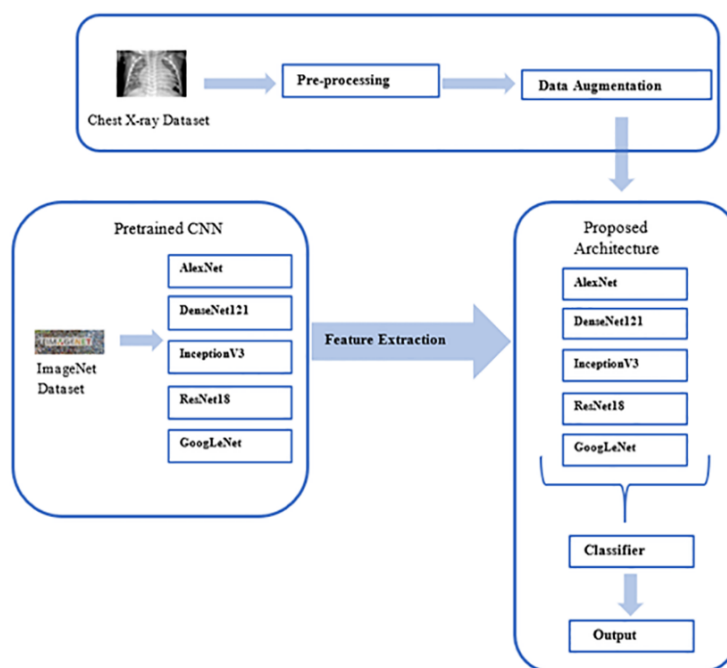 Pre-processing
Data Augmentation
Chest X-ray Dataset
Pretrained CNN
AlexNet
DenseNet121
InceptionV3
ResNet18
GoogLeNet
IMAGENET
ImageNet
Dataset
Feature Extraction
Proposed
Architecture
AlexNet
DenseNet121
InceptionV3
ResNet18
GoogLeNet
Classifier
Output